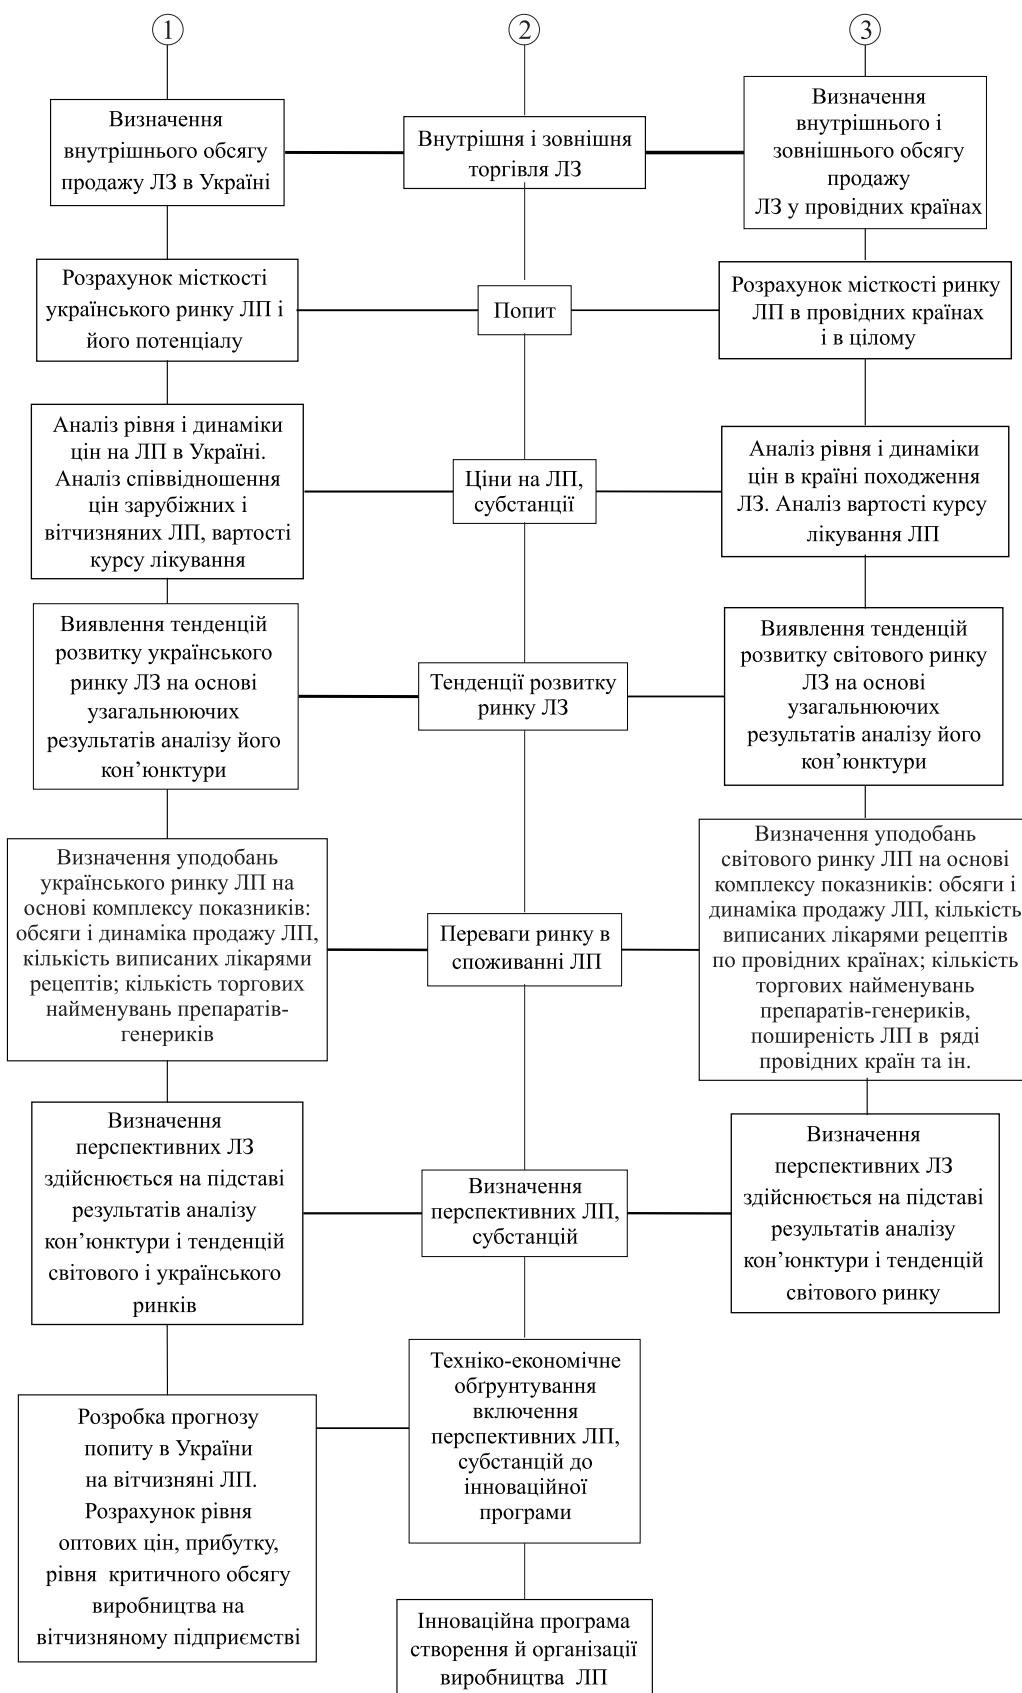 1
2
3
Визначення
внутрішнього обсягу
продажу ЛЗ в Україні
Внутрішня і зовнішня
торгівля ЛЗ
Визначення
внутрішнього і
зовнішнього обсягу
продажу
ЛЗ у провідних країнах
Розрахунок місткості
українського ринку ЛП і
його потенціалу
Попит
Розрахунок місткості ринку
ЛП в провідних країнах
і в цілому
Аналіз рівня і динаміки
цін на ЛП в Україні.
Аналіз співвідношення
цін зарубіжних і
вітчизняних ЛП, вартості
курсу лікування
Ціни на ЛП,
субстанції
Аналіз рівня і динаміки
цін в країні походження
ЛЗ. Аналіз вартості курсу
лікування ЛП
Виявлення тенденцій
розвитку українського
ринку ЛЗ на основі
узагальнюючих
результатів аналізу його
кон’юнктури
Тенденції розвитку
ринку ЛЗ
Виявлення тенденцій
розвитку світового ринку
ЛЗ на основі
узагальнюючих
результатів аналізу його
кон’юнктури
Визначення уподобань
українського ринку ЛП на
основі комплексу показників:
обсяги і динаміка продажу ЛП,
кількість виписаних лікарями
рецептів; кількість торгових
найменувань препаратів-
генериків
Переваги ринку в
споживанні ЛП
Визначення уподобань
світового ринку ЛП на основі
комплексу показників: обсяги і
динаміка продажу ЛП, кількість
виписаних лікарями рецептів
по провідних країнах; кількість
торгових найменувань
препаратів-генериків,
поширеність ЛП в ряді
провідних країн та ін.
Визначення
перспективних ЛЗ
здійснюється на підставі
результатів аналізу
кон’юнктури і тенденцій
світового і українського
ринків
Визначення
перспективних ЛП,
субстанцій
Визначення
перспективних ЛЗ
здійснюється на підставі
результатів аналізу
кон’юнктури і тенденцій
світового ринку
Розробка прогнозу
попиту в України
на вітчизняні ЛП.
Розрахунок рівня
оптових цін, прибутку,
рівня критичного обсягу
виробництва на
вітчизняному підприємстві
Техніко-економічне
обґрунтування
включення
перспективних ЛП,
субстанцій до
інноваційної
програми
Інноваційна програма
створення й організації
виробництва ЛП